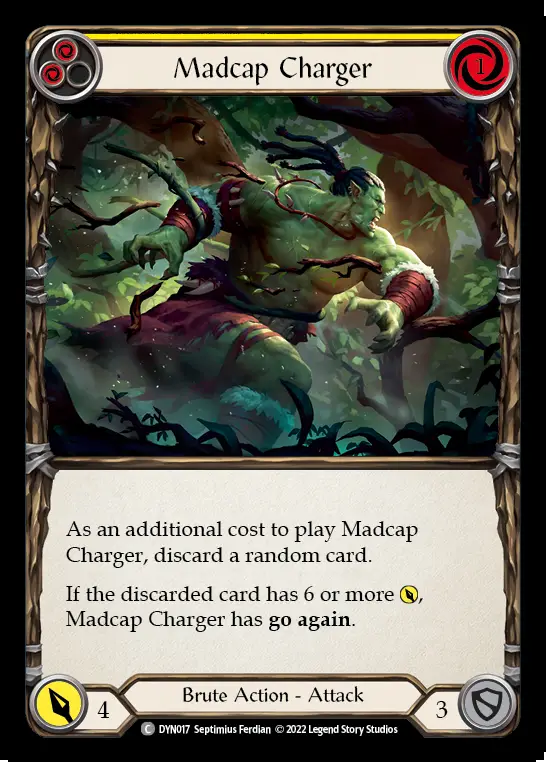 Madcap Charger
1
As an additional cost to play Madcap
Charger, discard a random card.
If the discarded card has 6 or more ,
Madcap Charger has go again.
4
Brute Action - Attack
3
C DYN017 Septimius Ferdian © 2022 Legend Story Studios